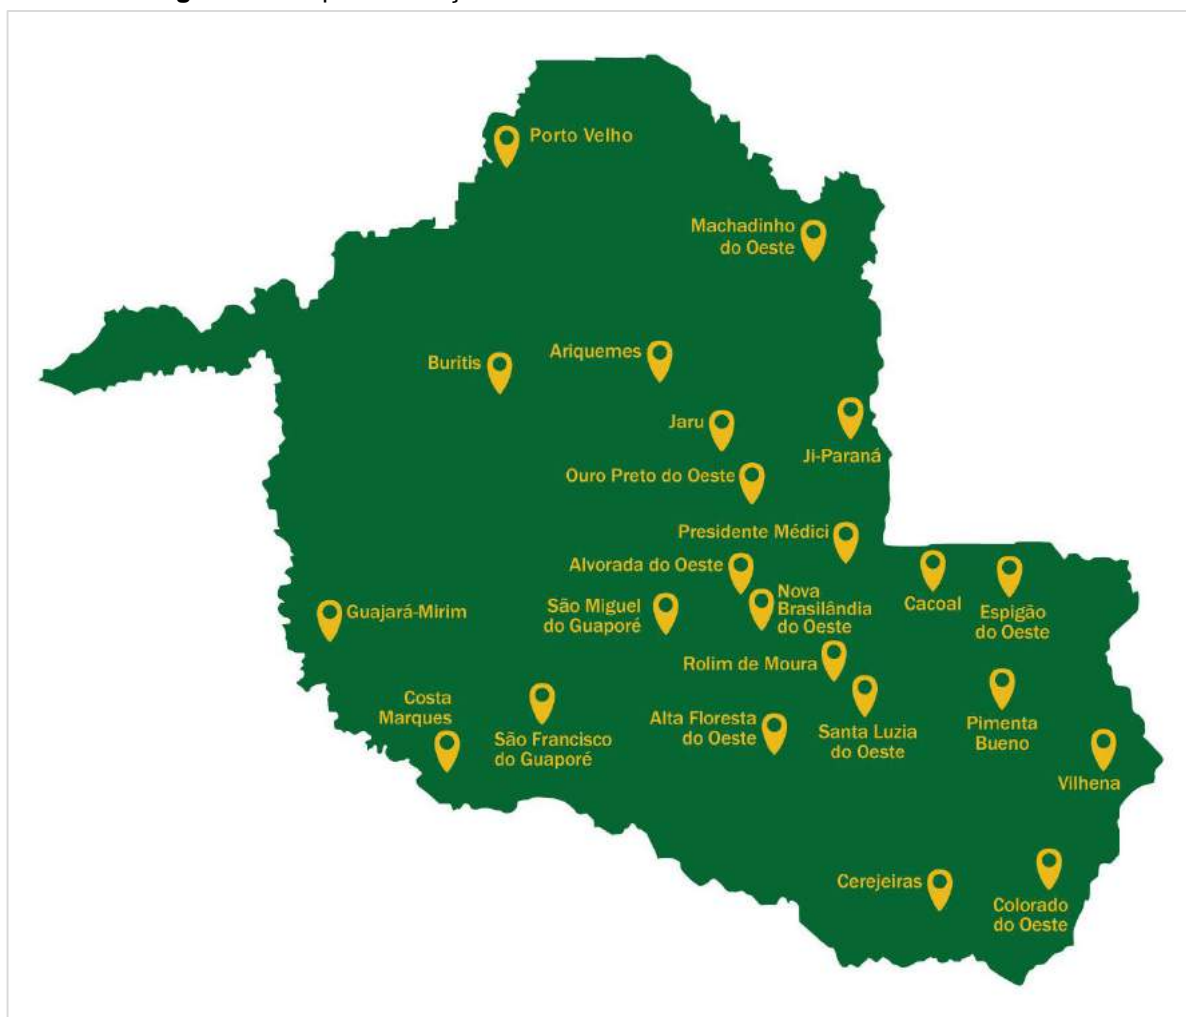 Porto Velho
Machadinho
do Oeste
Ariquemes
Buritis
Jaru
Ji-Paraná
Ouro Preto do Oeste
Presidente Médici
Alvorada do Oeste
Nova
Brasilândia
do Oeste
São Miguel
do Guaporé
Cacoal
Espigão
do Oeste
Guajará-Mirim
Rolim de Moura
Costa
Marques
São Francisco
do Guaporé
Alta Floresta
do Oeste
Santa Luzia
do Oeste
Pimenta
Bueno
Vilhena
Cerejeiras
Colorado
do Oeste